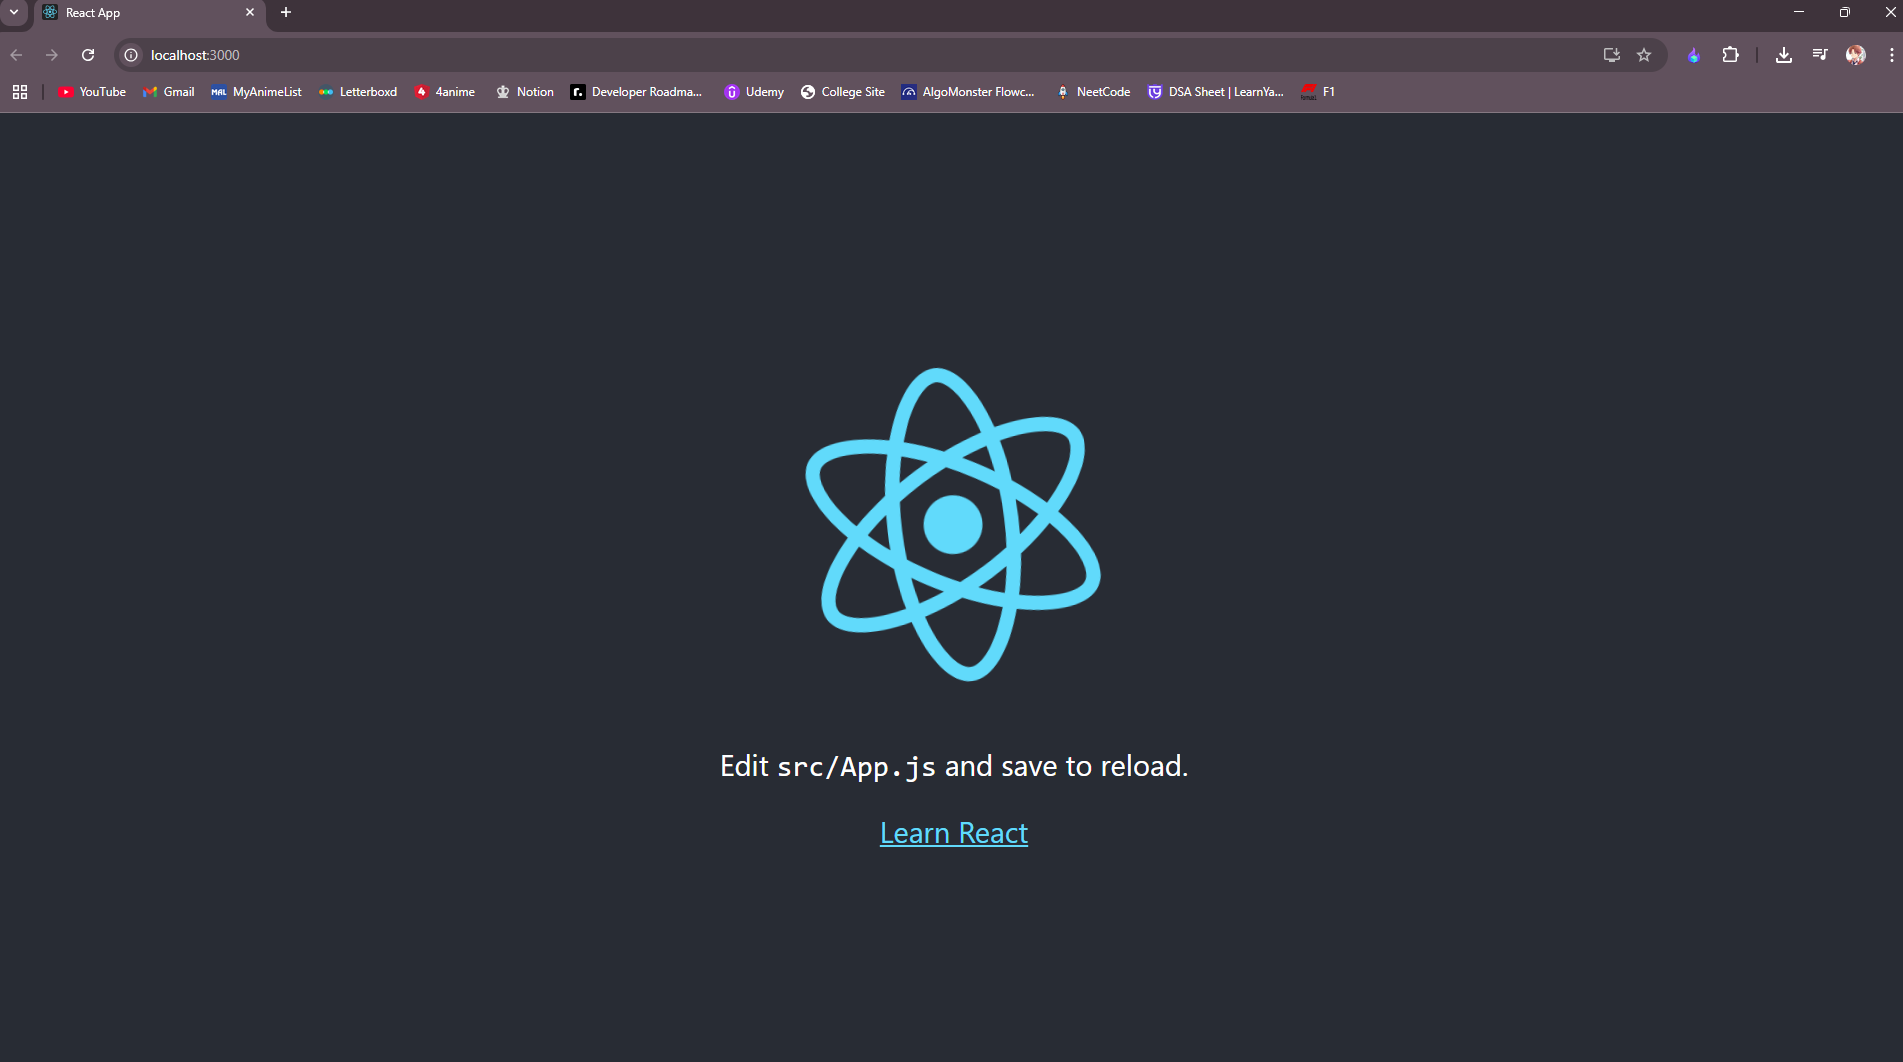 React App
localhost:3000
YouTube Gmail MyAnimeList Letterboxd 4anime Notion Developer Roadma... Udemy College Site AlgoMonster Flowc... NeetCode DSA Sheet | LearnYa... F1
Edit src/App.js and save to reload.
Learn React